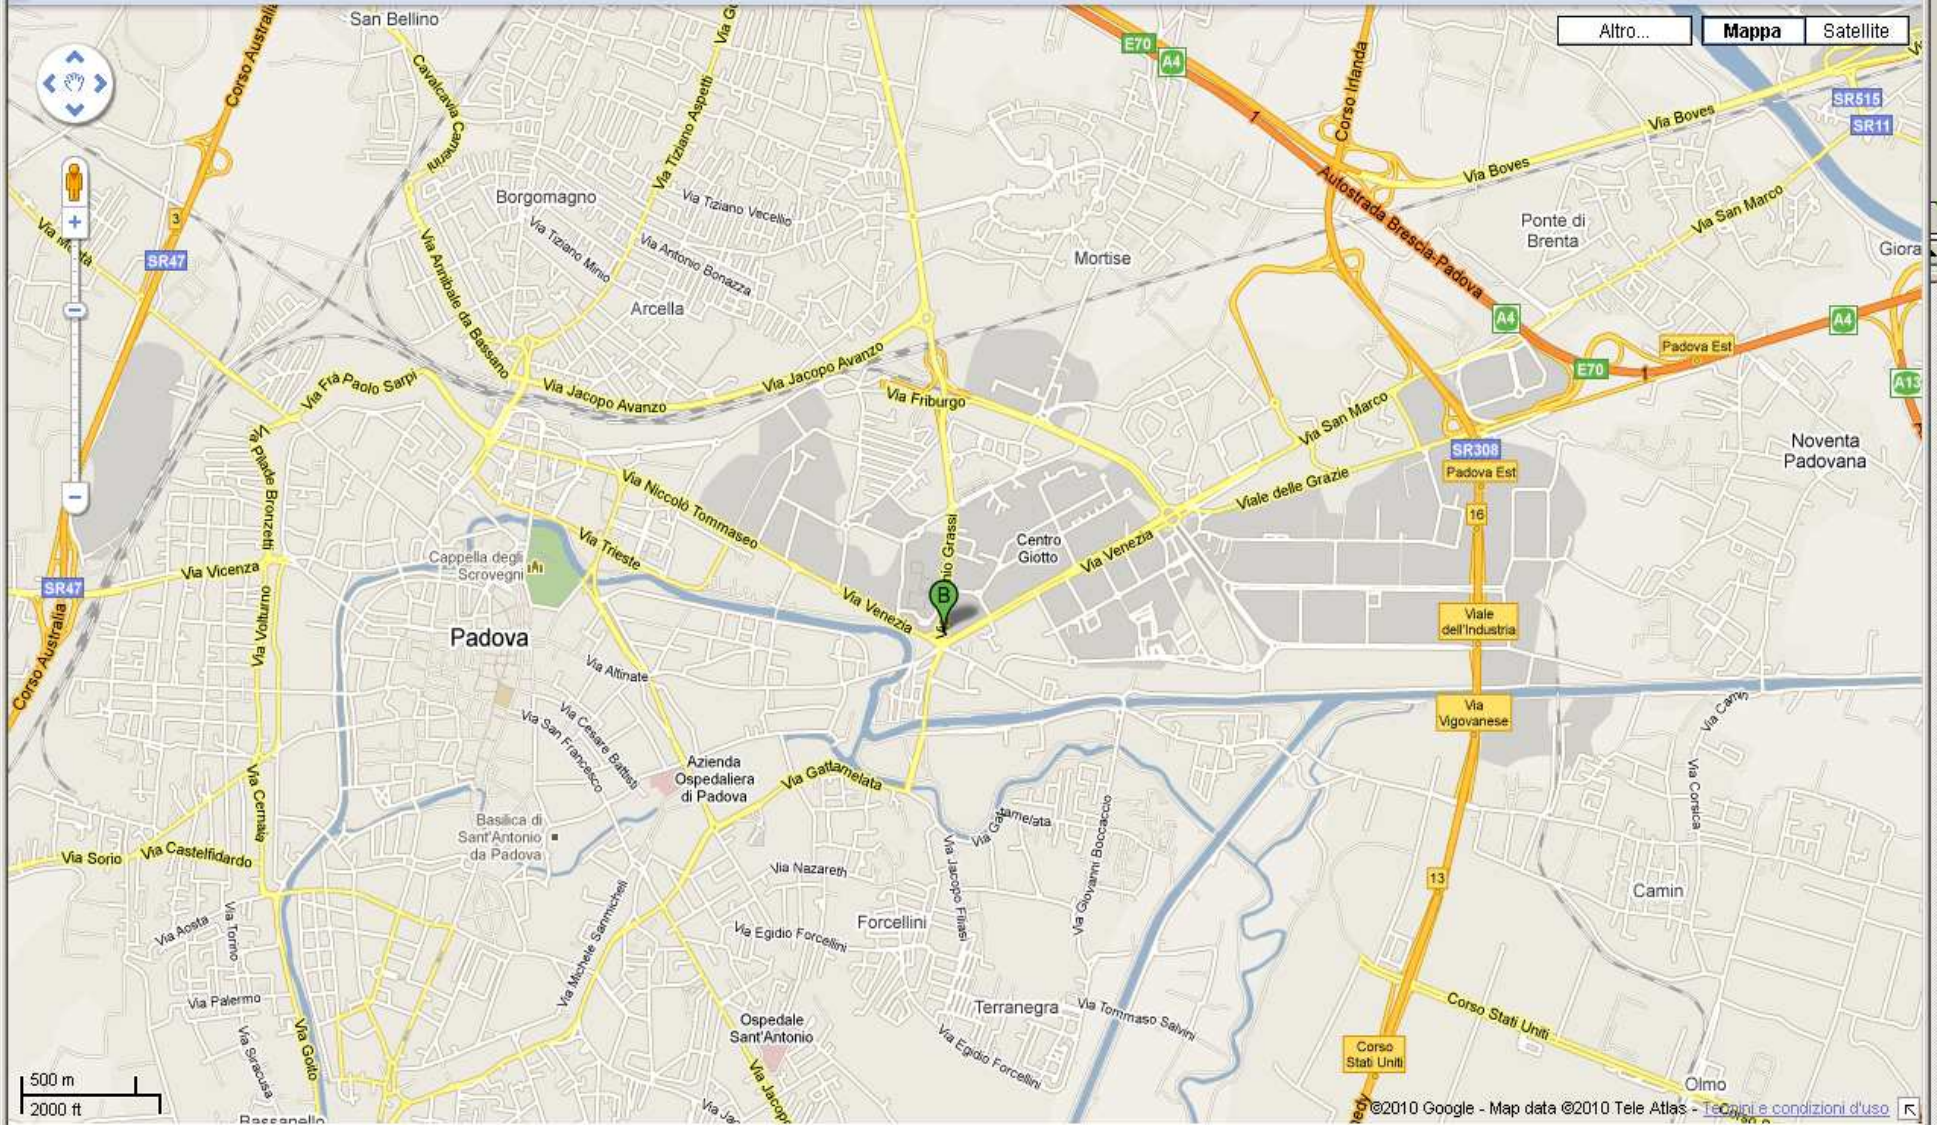 San Bellino
Corso Australia
Cavalcavia Camerini
Via Tiziano Aspetti
E70
A4
1
Corso Irlanda
Altro...
Mappa
Satellite
SR515
SR11
Via Boves
Via Boves
Autostrada Brescia-Padova
Via San Marco
Ponte di
Brenta
Borgomagno
Via Tiziano Vecellio
Via Tiziano Minio
Via Antonio Bonazza
Via Annibale da Bassano
Arcella
Mortise
3
SR47
A4
A4
E70
1
Padova Est
A13
Via Frà Paolo Sarpi
Via Jacopo Avanzo
Via Jacopo Avanzo
Via Friburgo
Via San Marco
Viale delle Grazie
SR308
Padova Est
16
Noventa
Padovana
Via Pilade Bronzetti
Via Niccolò Tommaseo
Via Trieste
Cappella degli
Scrovegni
Centro
Giotto
Via Venezia
Via Venezia
B
Via Vicenza
SR47
Corso Australia
Via Volturno
Padova
Via Altinate
Viale
dell'Industria
Via
Vigovanese
Via San Francesco
Via Cesare Battisti
Azienda
Ospedaliera
di Padova
Via Gattamelata
Via Cernaia
Basilica di
Sant'Antonio
da Padova
Via Sorio
Via Castelfidardo
Via Nazareth
Via Jacopo Filiasi
Via Giovanni Boccaccio
Via Corsica
Camin
13
Forcellini
Via Egidio Forcellini
Via Michele Sanmicheli
Via Aosta
Via Torino
Via Palermo
Via Siracusa
Via Goito
Ospedale
Sant'Antonio
Terranegra
Via Tommaso Salvini
Via Egidio Forcellini
Corso Stati Uniti
Corso
Stati Uniti
Olmo
500 m
2000 ft
©2010 Google - Map data ©2010 Tele Atlas - Termini e condizioni d'uso